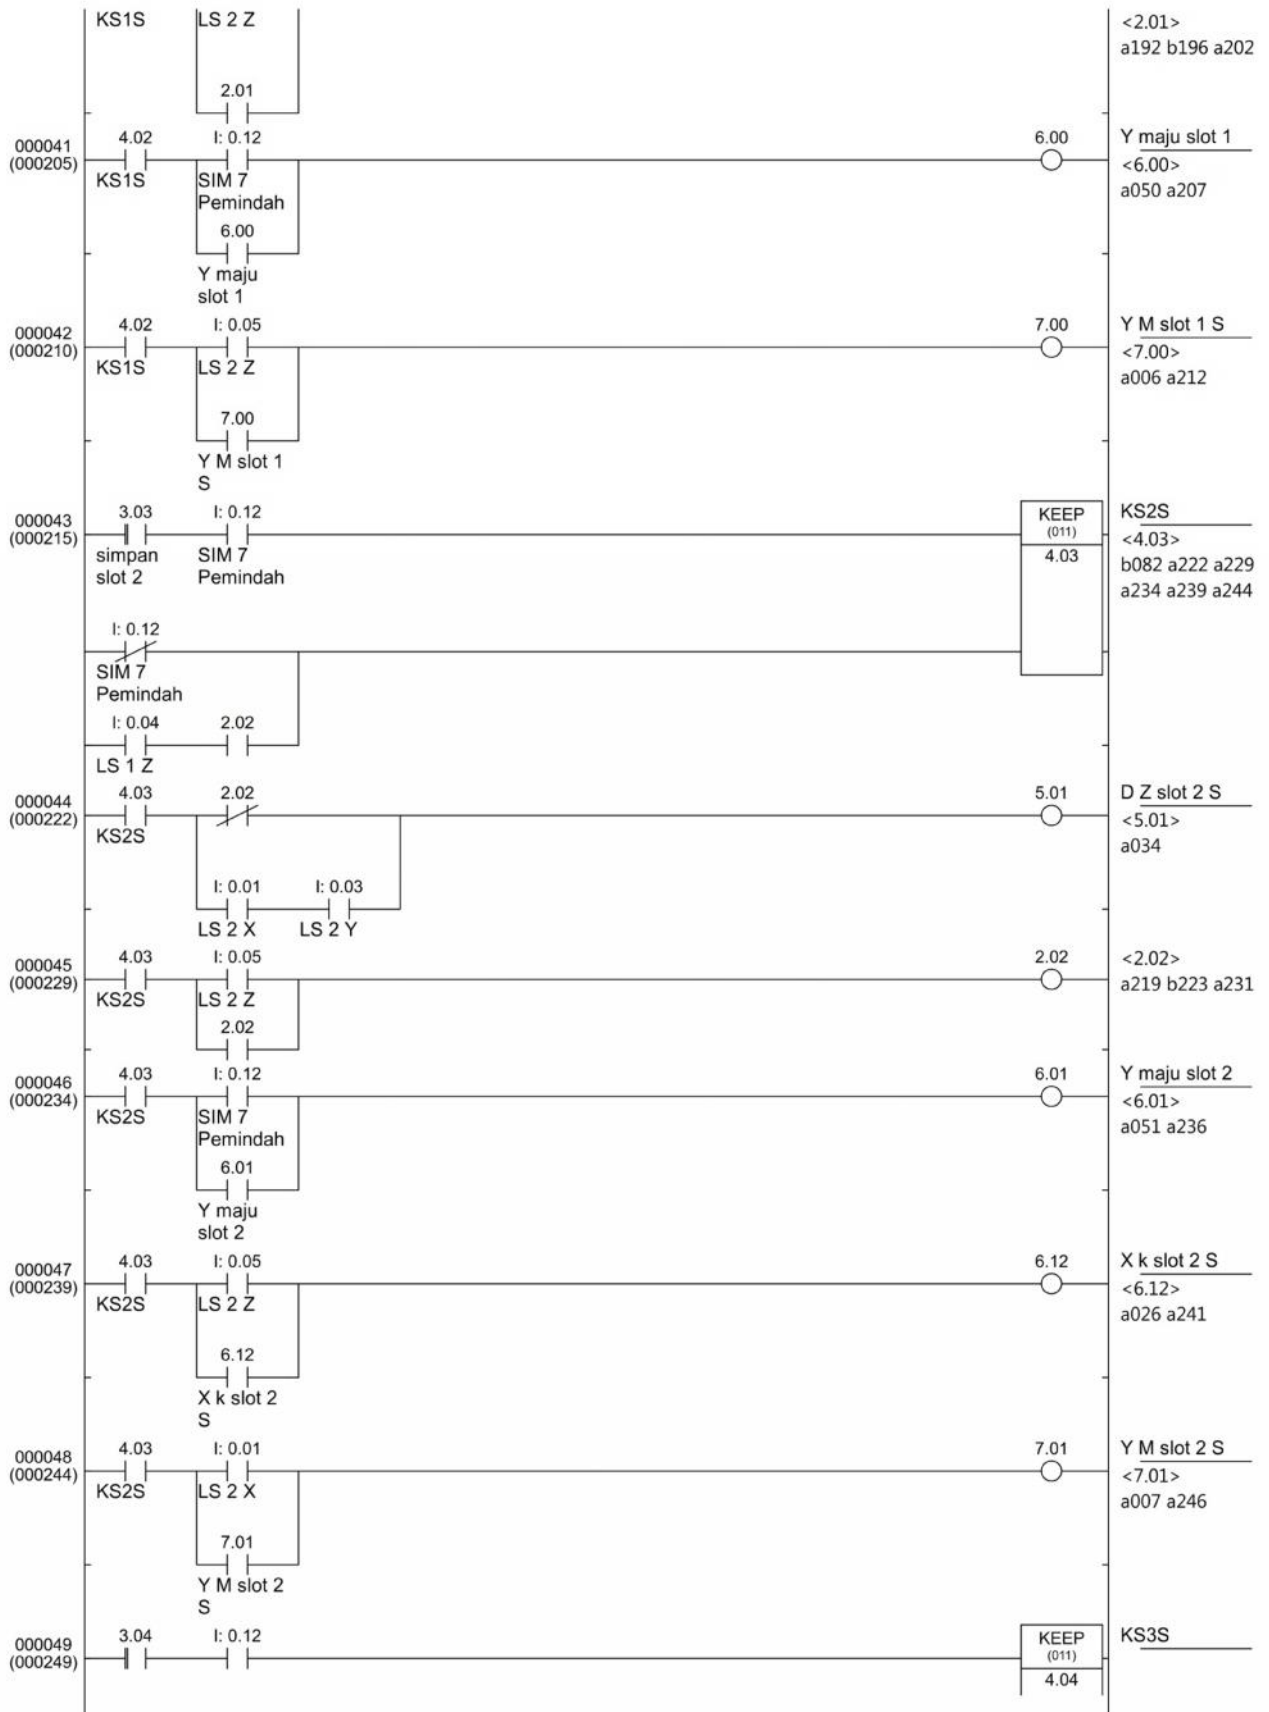 KS1S LS 2 Z <2.01>
a192 b196 a202
2.01
000041 4.02 I: 0.12 6.00 Y maju slot 1
(000205) KS1S SIM 7 <6.00>
Pemindah a050 a207
6.00
Y maju
slot 1
000042 4.02 I: 0.05 7.00 Y M slot 1 S
(000210) KS1S LS 2 Z <7.00>
a006 a212
7.00
Y M slot 1
S
000043 3.03 I: 0.12 KEEP KS2S
(000215) (011) <4.03>
simpan SIM 7 4.03 b082 a222 a229
slot 2 Pemindah a234 a239 a244
I: 0.12
SIM 7
Pemindah
I: 0.04 2.02
LS 1 Z
000044 4.03 2.02 5.01 D Z slot 2 S
(000222) KS2S <5.01>
a034
I: 0.01 I: 0.03
LS 2 X LS 2 Y
000045 4.03 I: 0.05 2.02 <2.02>
(000229) KS2S LS 2 Z a219 b223 a231
2.02
000046 4.03 I: 0.12 6.01 Y maju slot 2
(000234) KS2S SIM 7 <6.01>
Pemindah a051 a236
6.01
Y maju
slot 2
000047 4.03 I: 0.05 6.12 X k slot 2 S
(000239) KS2S LS 2 Z <6.12>
a026 a241
6.12
X k slot 2
S
000048 4.03 I: 0.01 7.01 Y M slot 2 S
(000244) KS2S LS 2 X <7.01>
a007 a246
7.01
Y M slot 2
S
000049 3.04 I: 0.12 KEEP KS3S
(000249) (011)
4.04